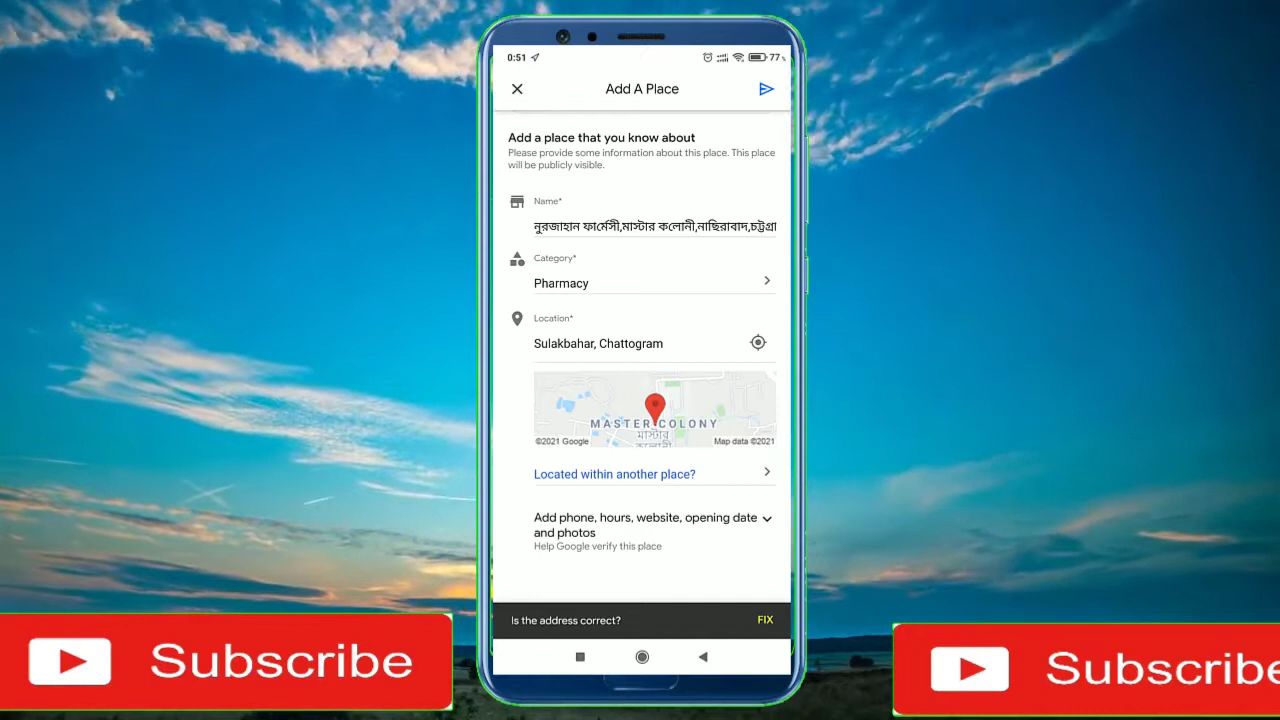 0:51
77%
Add A Place
Add a place that you know about
Please provide some information about this place. This place
will be publicly visible.
Name*
নুরজাহান ফার্মেসী,মাস্টার কলোনী,নাছিরাবাদ,চট্টগ্রা
Category*
Pharmacy
Location*
Sulakbahar, Chattogram
MASTER COLONY
মাস্টার
কলোনী
©2021 Google
Map data ©2021
Located within another place?
Add phone, hours, website, opening date
and photos
Help Google verify this place
Is the address correct?
FIX
Subscribe
Subscribe